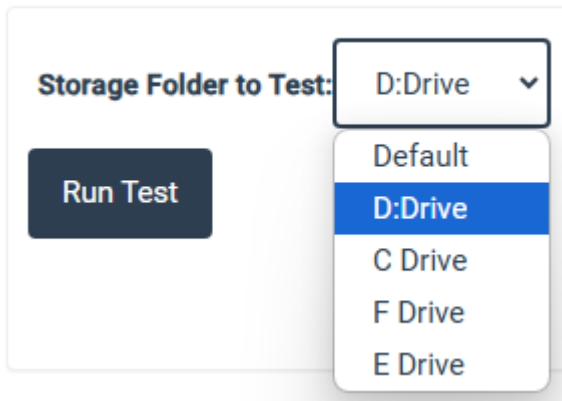 Storage Folder to Test: D:Drive
Default
Run Test
D:Drive
C Drive
F Drive
E Drive